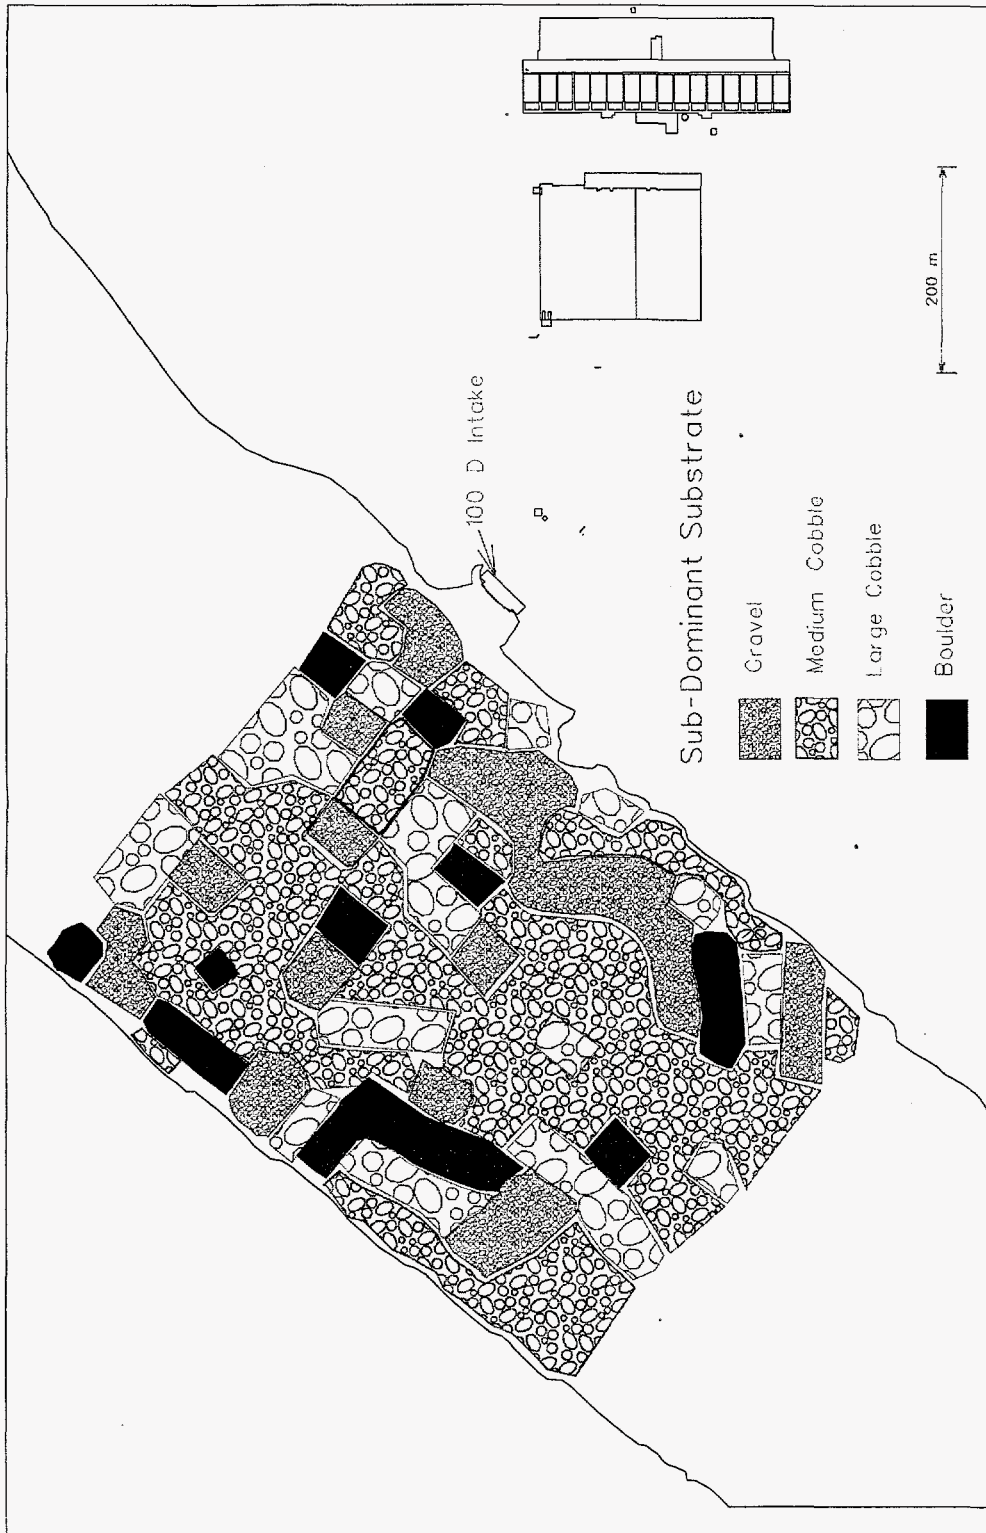 100 D Intake
200 m
Sub-Dominant Substrate
Gravel
Medium Cobble
Large Cobble
Boulder